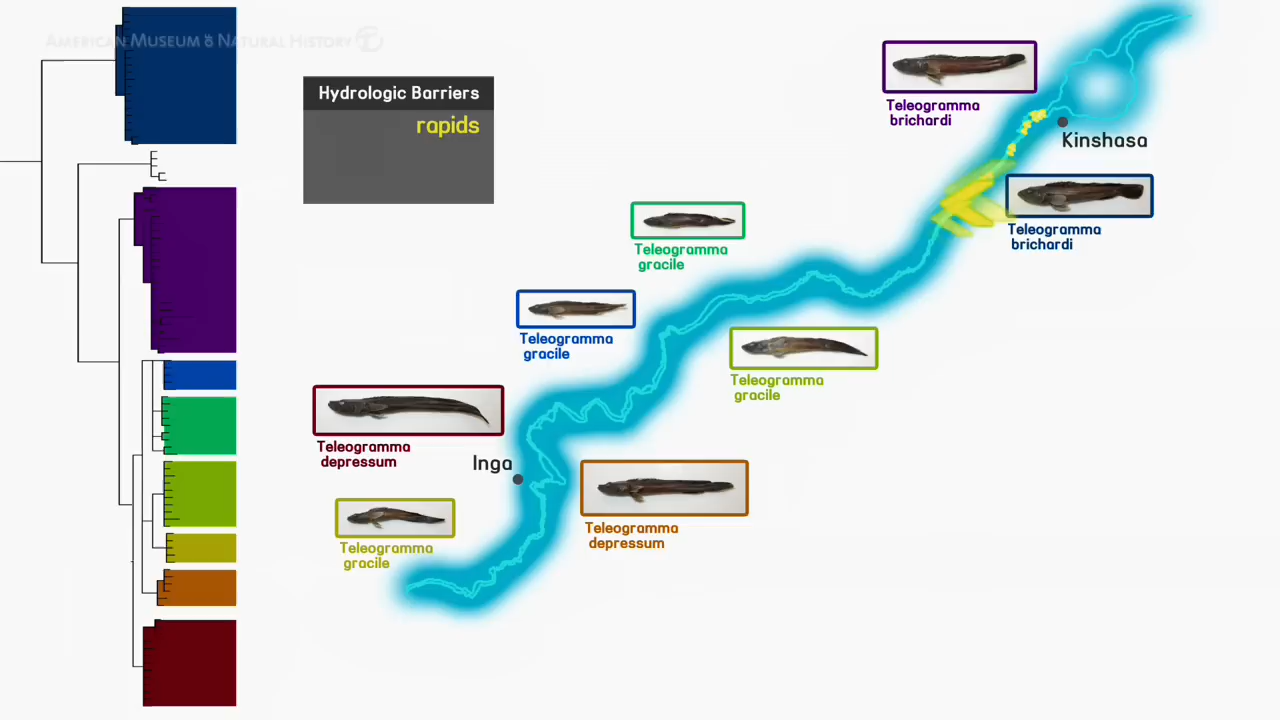 AMERICAN MUSEUM & NATURAL HISTORY
Hydrologic Barriers
rapids
Teleogramma
brichardi
Kinshasa
Teleogramma
brichardi
Teleogramma
gracile
Teleogramma
gracile
Teleogramma
gracile
Teleogramma
depressum
Inga
Teleogramma
depressum
Teleogramma
gracile